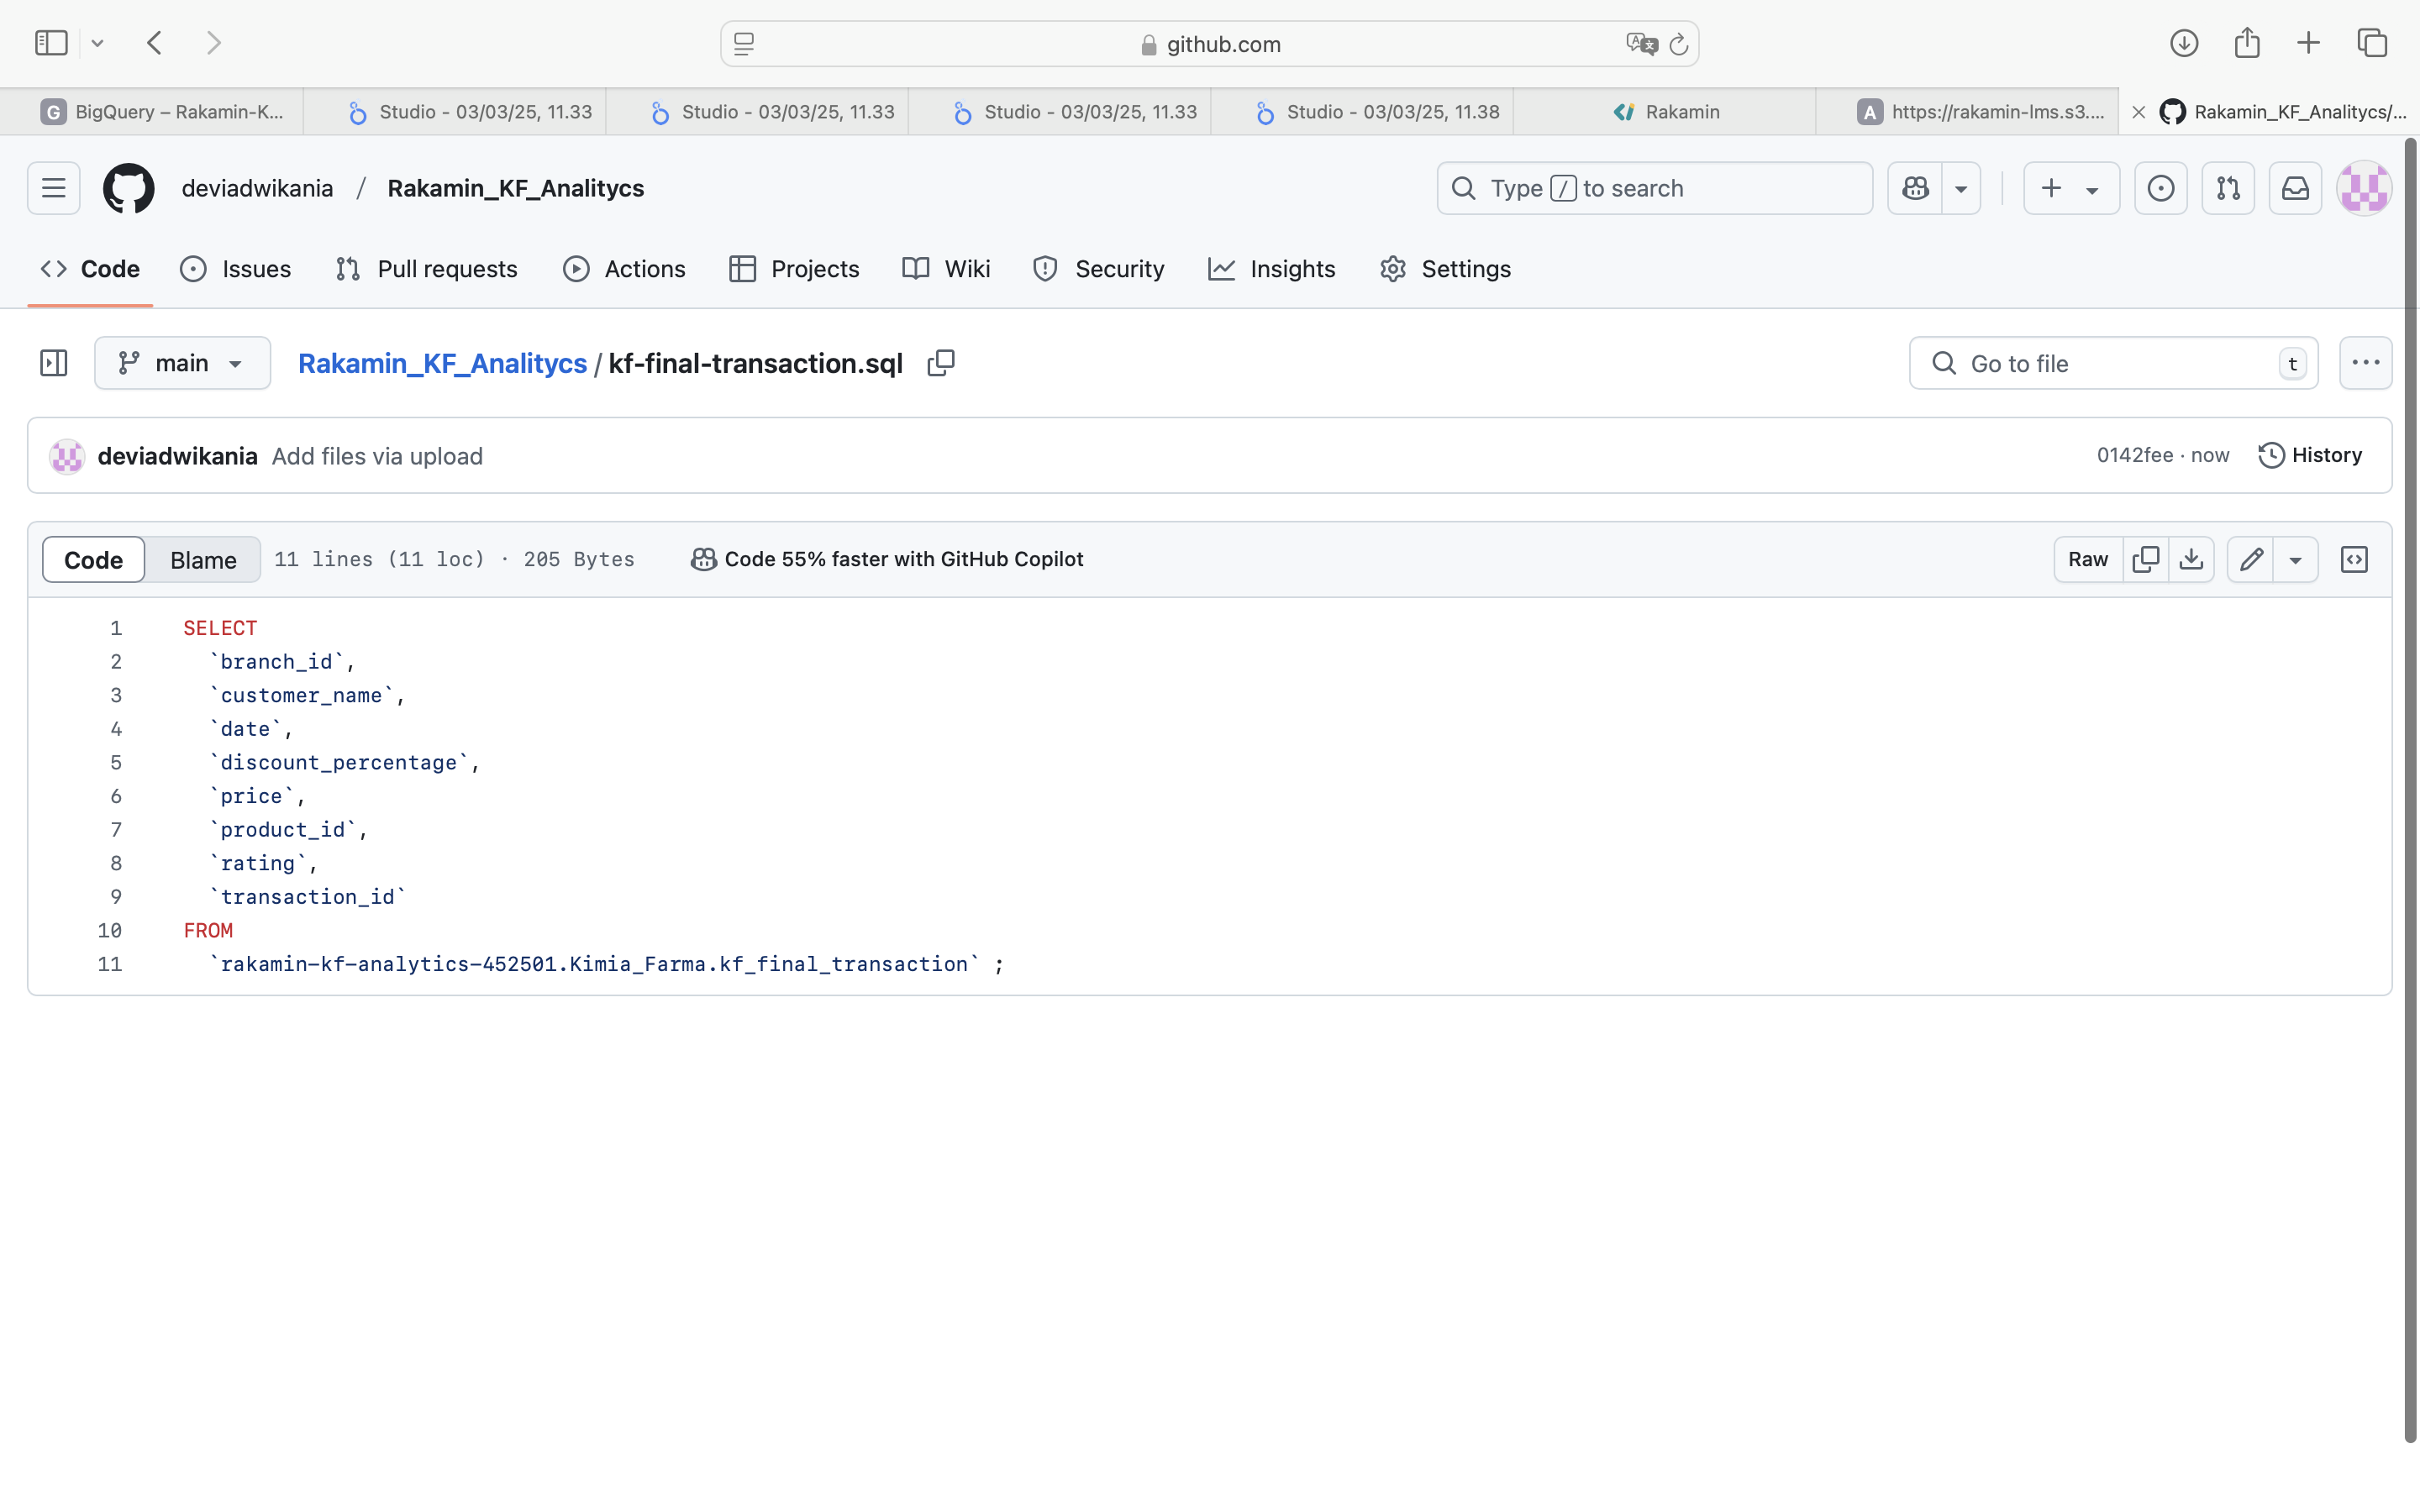 github.com
BigQuery – Rakamin-K...
Studio - 03/03/25, 11.33
Studio - 03/03/25, 11.33
Studio - 03/03/25, 11.33
Studio - 03/03/25, 11.38
Rakamin
https://rakamin-lms.s3....
Rakamin_KF_Analitycs/...
deviadwikania / Rakamin_KF_Analitycs
Type / to search
Code Issues Pull requests Actions Projects Wiki Security Insights Settings
main
Rakamin_KF_Analitycs / kf-final-transaction.sql
Go to file t
deviadwikania Add files via upload
0142fee · now History
Code Blame 11 lines (11 loc) · 205 Bytes Code 55% faster with GitHub Copilot Raw
1 SELECT
2 `branch_id`,
3 `customer_name`,
4 `date`,
5 `discount_percentage`,
6 `price`,
7 `product_id`,
8 `rating`,
9 `transaction_id`
10 FROM
11 `rakamin-kf-analytics-452501.Kimia_Farma.kf_final_transaction` ;